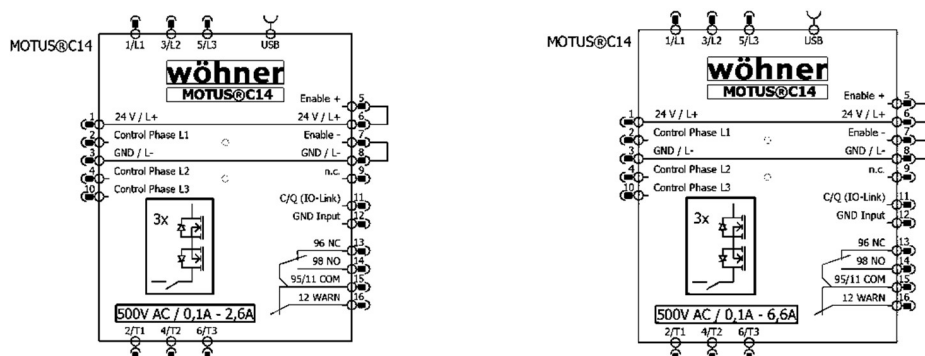 1/L1 3/L2 5/L3 USB
MOTUS®C14
wöhner
MOTUS®C14
Enable + 5
1 24 V / L+ 24 V / L+ 6
2 Control Phase L1 Enable - 7
3 GND / L- GND / L- 8
4 Control Phase L2 n.c. 9
10 Control Phase L3
C/Q (IO-Link) 11
GND Input 12
3x
96 NC 13
98 NO 14
95/11 COM 15
12 WARN 16
500V AC / 0,1A - 2,6A
2/T1 4/T2 6/T3
1/L1 3/L2 5/L3 USB
MOTUS®C14
wöhner
MOTUS®C14
Enable + 5
1 24 V / L+ 24 V / L+ 6
2 Control Phase L1 Enable - 7
3 GND / L- GND / L- 8
4 Control Phase L2 n.c. 9
10 Control Phase L3
C/Q (IO-Link) 11
GND Input 12
3x
96 NC 13
98 NO 14
95/11 COM 15
12 WARN 16
500V AC / 0,1A - 6,6A
2/T1 4/T2 6/T3